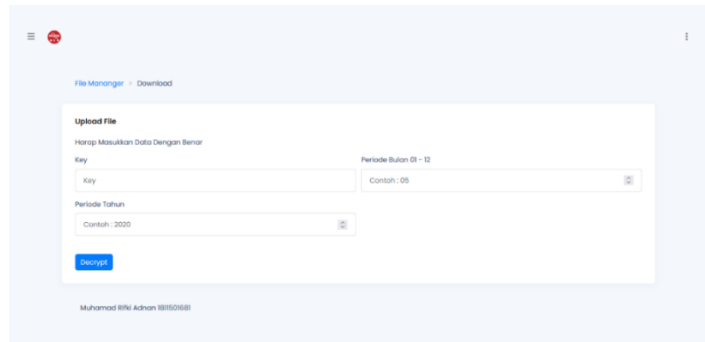 File Mananger > Download
Upload File
Harap Masukkan Data Dengan Benar
Key
Periode Bulan 01 - 12
Key
Contoh : 05
Periode Tahun
Contoh : 2020
Decrypt
Muhamad Rifki Adnan 1811501681